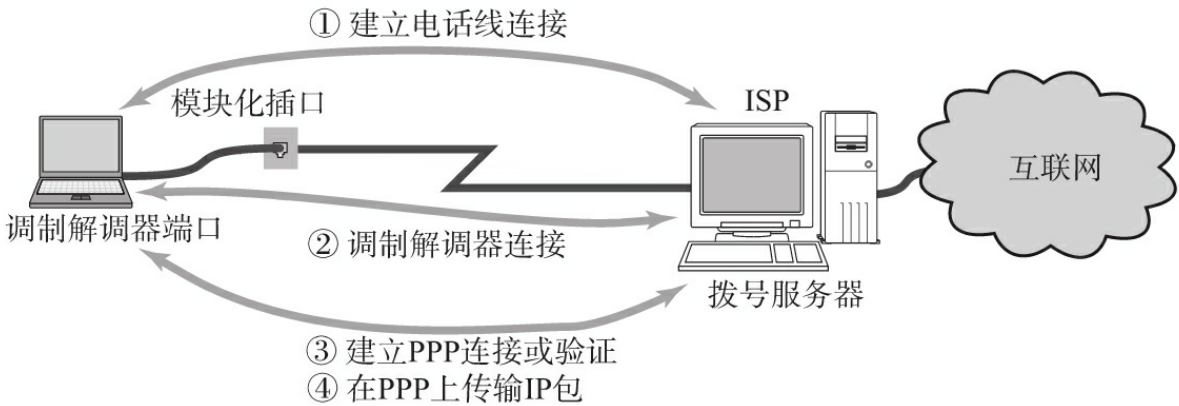 ① 建立电话线连接
模块化插口
ISP
互联网
调制解调器端口
② 调制解调器连接
拨号服务器
③ 建立PPP连接或验证
④ 在PPP上传输IP包